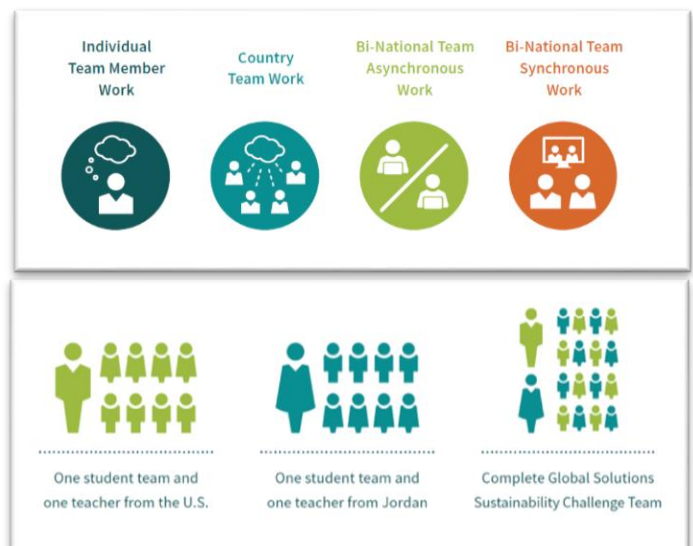 Individual
Team Member
Work
Country
Team Work
Bi-National Team
Asynchronous
Work
Bi-National Team
Synchronous
Work
One student team and
one teacher from the U.S.
One student team and
one teacher from Jordan
Complete Global Solutions
Sustainability Challenge Team